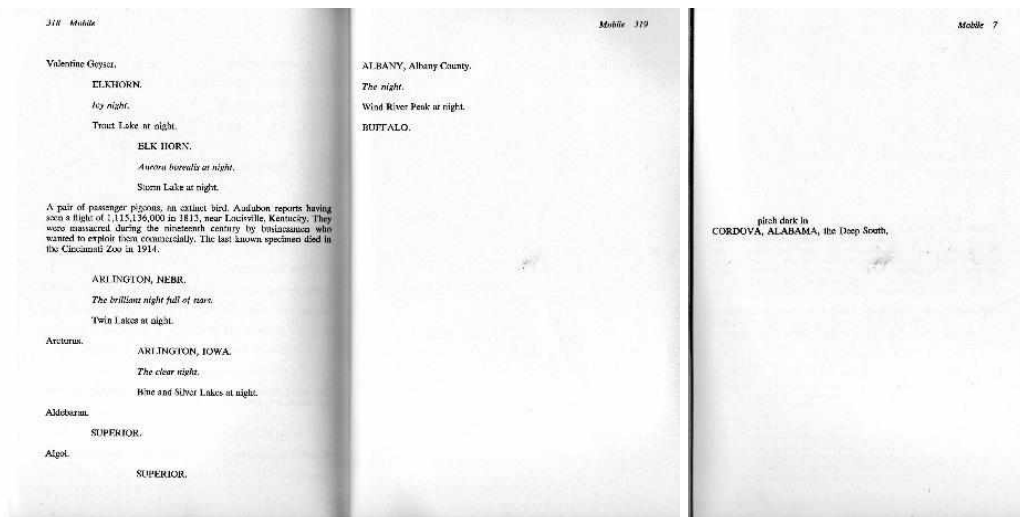 318 Mobile
Valentine Geyser.
ELKHORN.
Icy night.
Trout Lake at night.
ELK HORN.
Aurora borealis at night.
Storm Lake at night.
A pair of passenger pigeons, an extinct bird. Audubon reports having
seen a flight of 1,115,136,000 in 1813, near Louisville, Kentucky. They
were massacred during the nineteenth century by businessmen who
wanted to exploit them commercially. The last known specimen died in
the Cincinnati Zoo in 1914.
ARLINGTON, NEBR.
The brilliant night full of stars.
Twin Lakes at night.
Arcturus.
ARLINGTON, IOWA.
The clear night.
Blue and Silver Lakes at night.
Aldebaran.
SUPERIOR.
Algol.
SUPERIOR.
Mobile 319
ALBANY, Albany County.
The night.
Wind River Peak at night.
BUFFALO.
Mobile 7
pitch dark in
CORDOVA, ALABAMA, the Deep South,